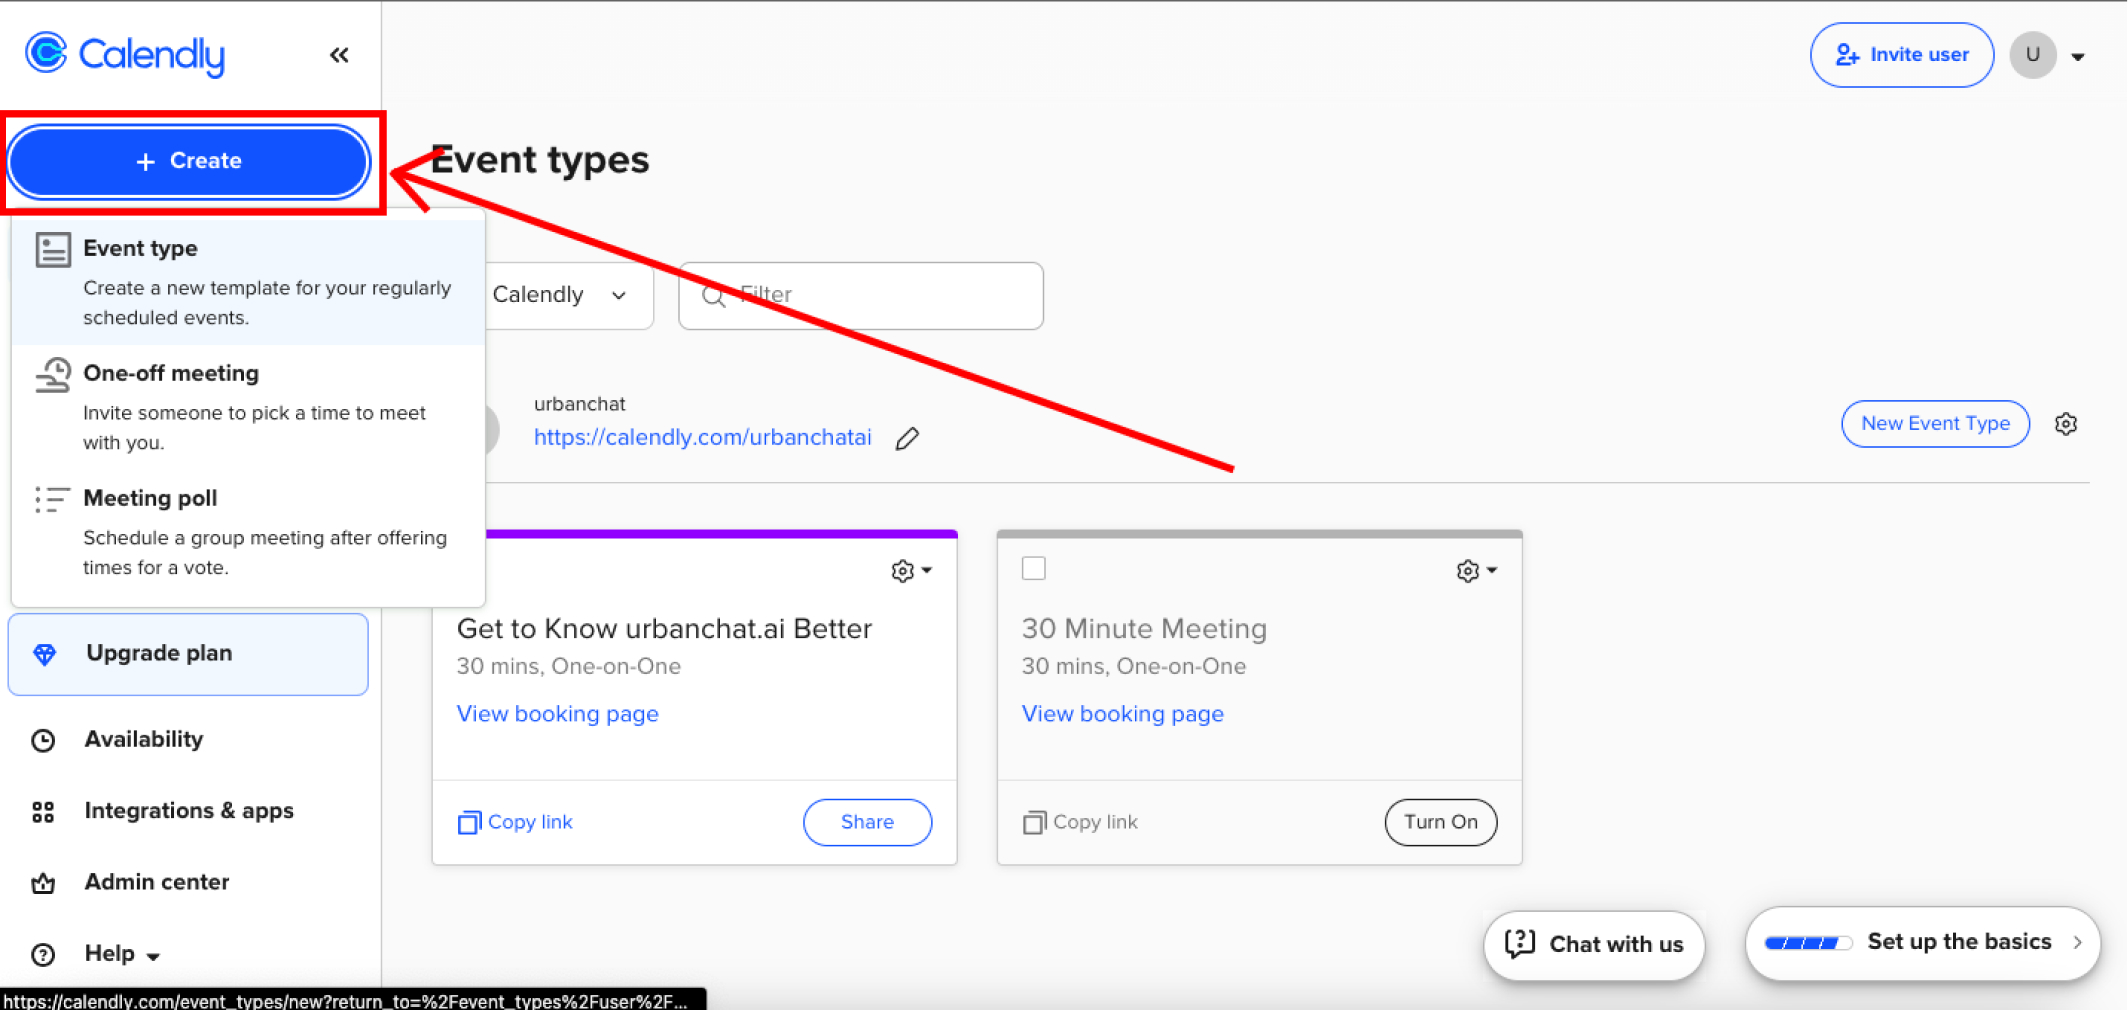 Calendly
«
Invite user
U
+ Create
Event types
Event type
Create a new template for your regularly
scheduled events.
One-off meeting
Invite someone to pick a time to meet
with you.
Meeting poll
Schedule a group meeting after offering
times for a vote.
Calendly
Filter
urbanchat
https://calendly.com/urbanchatai
New Event Type
Get to Know urbanchat.ai Better
30 mins, One-on-One
View booking page
Copy link
Share
30 Minute Meeting
30 mins, One-on-One
View booking page
Copy link
Turn On
Upgrade plan
Availability
Integrations & apps
Admin center
Help
Chat with us
Set up the basics
https://calendly.com/event_types/new?return_to=%2Fevent_types%2Fuser%2F...